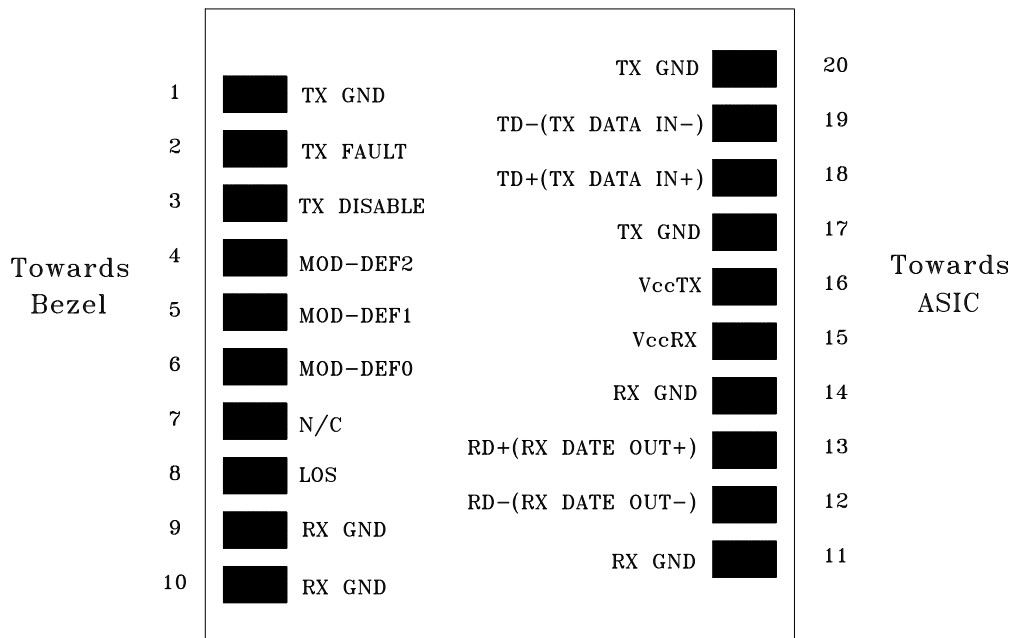 1 TX GND
2 TX FAULT
3 TX DISABLE
4 MOD-DEF2
5 MOD-DEF1
6 MOD-DEF0
7 N/C
8 LOS
9 RX GND
10 RX GND
Towards
Bezel
TX GND 20
TD-(TX DATA IN-) 19
TD+(TX DATA IN+) 18
TX GND 17
VccTX 16
VccRX 15
RX GND 14
RD+(RX DATE OUT+) 13
RD-(RX DATE OUT-) 12
RX GND 11
Towards
ASIC